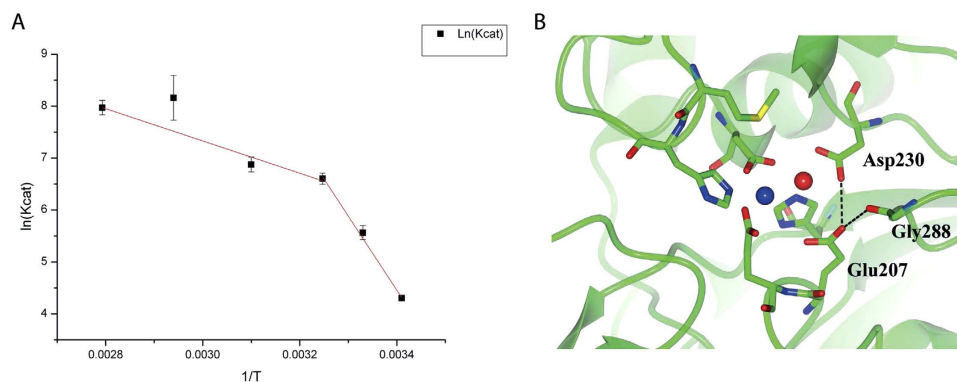 A
B
Ln(Kcat)
ln(Kcat)
9
8
7
6
5
4
0.0028
0.0030
0.0032
0.0034
1/T
Asp230
Gly288
Glu207